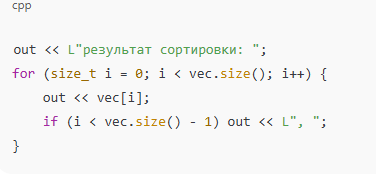 cpp
out << L"результат сортировки: ";
for (size_t i = 0; i < vec.size(); i++) {
    out << vec[i];
    if (i < vec.size() - 1) out << L", ";
}